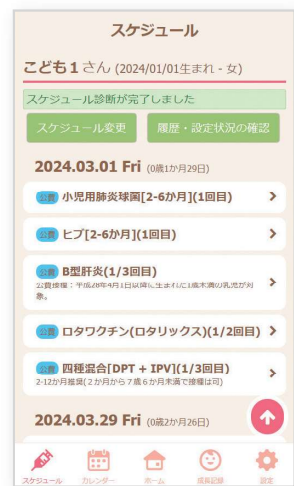 スケジュール
こども1さん (2024/01/01生まれ - 女)
スケジュール診断が完了しました
スケジュール変更
履歴・設定状況の確認
2024.03.01 Fri (0歳1か月29日)
公費 小児用肺炎球菌[2-6か月](1回目)
公費 ヒブ[2-6か月](1回目)
公費 B型肝炎(1/3回目)
公費接種：平成28年4月1日以降に生まれた1歳未満の乳児が対
象。
公費 ロタワクチン(ロタリックス)(1/2回目)
公費 四種混合[DPT + IPV](1/3回目)
2-12か月推奨(2か月から7歳6か月未満で接種は可)
2024.03.29 Fri (0歳2か月26日)
スケジュール
カレンダー
ホーム
成長記録
設定